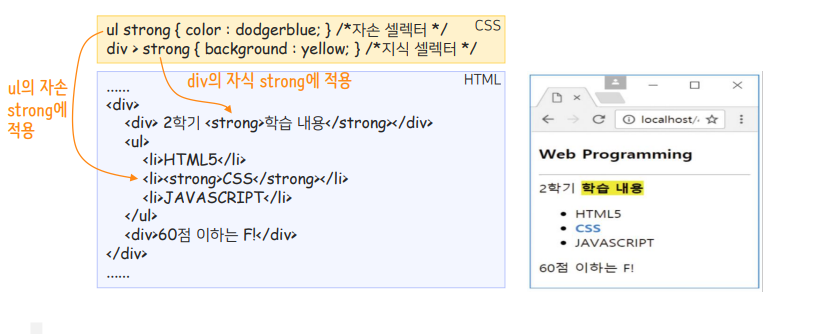 CSS
ul strong { color : dodgerblue; } /*자손 셀렉터 */
div > strong { background : yellow; } /*지식 셀렉터 */
ul의 자손
strong에
적용
div의 자식 strong에 적용
HTML
......
<div>
<div> 2학기 <strong>학습 내용</strong></div>
<ul>
<li>HTML5</li>
<li><strong>CSS</strong></li>
<li>JAVASCRIPT</li>
</ul>
<div>60점 이하는 F!</div>
</div>
......
localhost/
Web Programming
2학기 학습 내용
HTML5
CSS
JAVASCRIPT
60점 이하는 F!